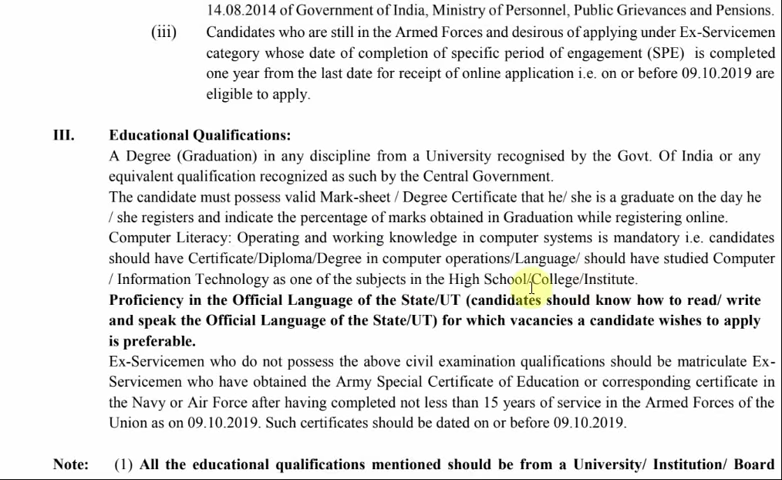 14.08.2014 of Government of India, Ministry of Personnel, Public Grievances and Pensions.
(iii) Candidates who are still in the Armed Forces and desirous of applying under Ex-Servicemen
category whose date of completion of specific period of engagement (SPE) is completed
one year from the last date for receipt of online application i.e. on or before 09.10.2019 are
eligible to apply.
III. Educational Qualifications:
A Degree (Graduation) in any discipline from a University recognised by the Govt. Of India or any
equivalent qualification recognized as such by the Central Government.
The candidate must possess valid Mark-sheet / Degree Certificate that he/ she is a graduate on the day he
/ she registers and indicate the percentage of marks obtained in Graduation while registering online.
Computer Literacy: Operating and working knowledge in computer systems is mandatory i.e. candidates
should have Certificate/Diploma/Degree in computer operations/Language/ should have studied Computer
/ Information Technology as one of the subjects in the High School/College/Institute.
Proficiency in the Official Language of the State/UT (candidates should know how to read/ write
and speak the Official Language of the State/UT) for which vacancies a candidate wishes to apply
is preferable.
Ex-Servicemen who do not possess the above civil examination qualifications should be matriculate Ex-
Servicemen who have obtained the Army Special Certificate of Education or corresponding certificate in
the Navy or Air Force after having completed not less than 15 years of service in the Armed Forces of the
Union as on 09.10.2019. Such certificates should be dated on or before 09.10.2019.
Note: (1) All the educational qualifications mentioned should be from a University/ Institution/ Board